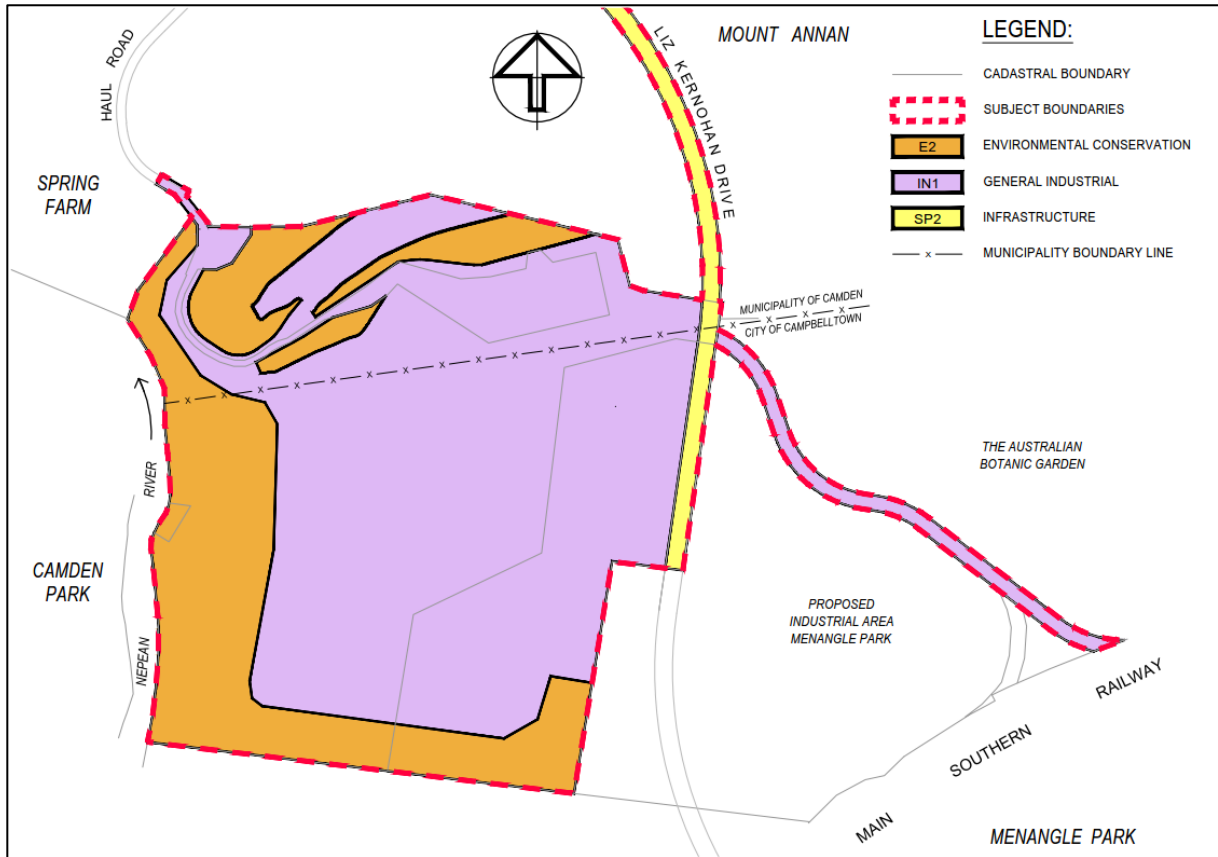 MOUNT ANNAN
LIZ KERNOHAN DRIVE
HAUL ROAD
SPRING
FARM
LEGEND:
CADASTRAL BOUNDARY
SUBJECT BOUNDARIES
E2
ENVIRONMENTAL CONSERVATION
IN1
GENERAL INDUSTRIAL
SP2
INFRASTRUCTURE
x
MUNICIPALITY BOUNDARY LINE
MUNICIPALITY OF CAMDEN
CITY OF CAMPBELLTOWN
THE AUSTRALIAN
BOTANIC GARDEN
CAMDEN
PARK
NEPEAN RIVER
PROPOSED
INDUSTRIAL AREA
MENANGLE PARK
MAIN SOUTHERN RAILWAY
MENANGLE PARK